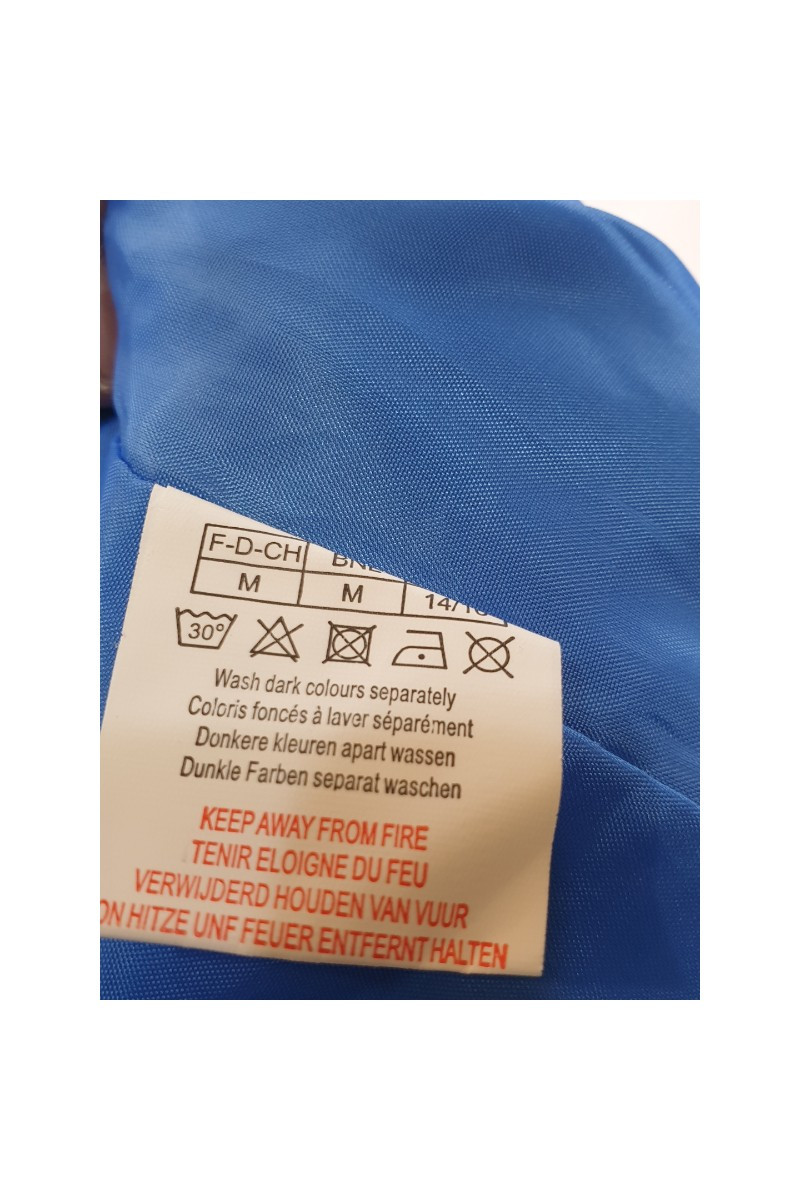 F-D-CH
M M 14/
30°
Wash dark colours separately
Coloris foncés à laver séparément
Donkere kleuren apart wassen
Dunkle Farben separat waschen
KEEP AWAY FROM FIRE
TENIR ELOIGNE DU FEU
VERWIJDERD HOUDEN VAN VUUR
ON HITZE UNF FEUER ENTFERNT HALTEN